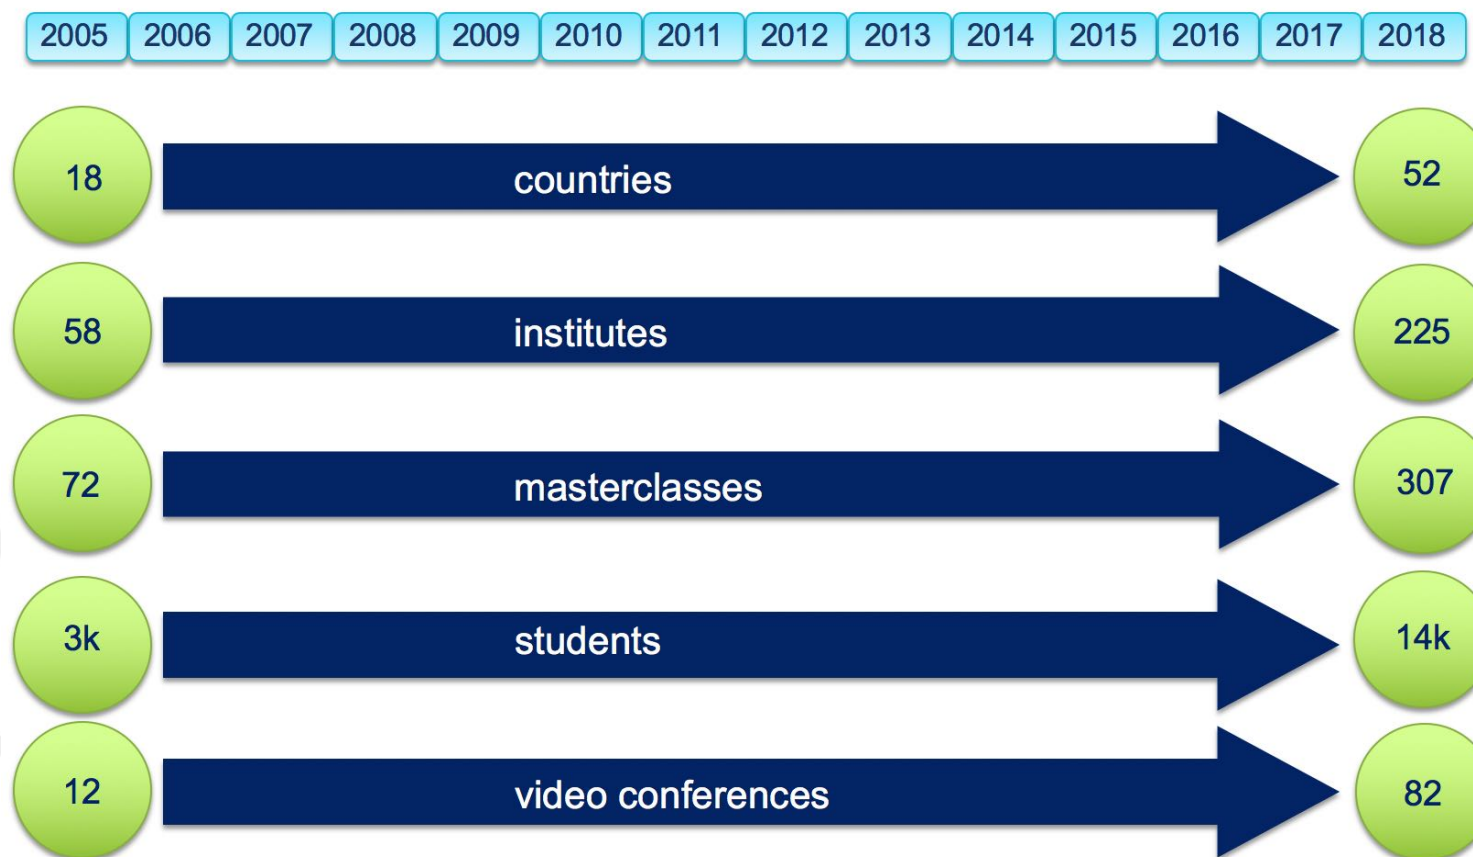 2005 2006 2007 2008 2009 2010 2011 2012 2013 2014 2015 2016 2017 2018
18 countries 52
58 institutes 225
72 masterclasses 307
3k students 14k
12 video conferences 82